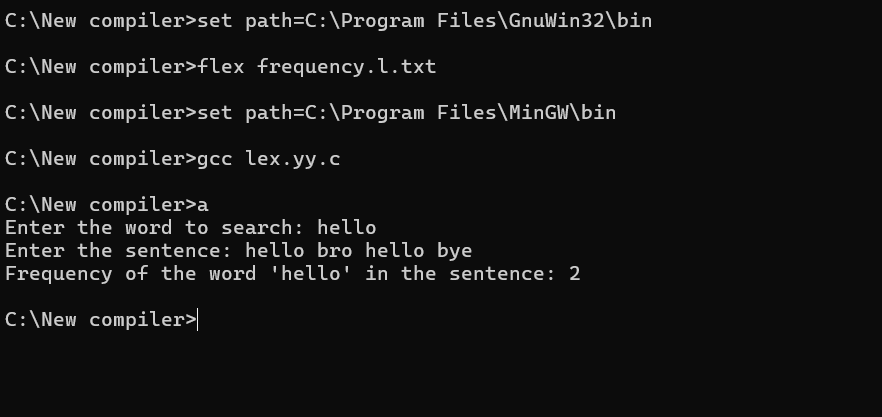 C:\New compiler>set path=C:\Program Files\GnuWin32\bin
C:\New compiler>flex frequency.l.txt
C:\New compiler>set path=C:\Program Files\MinGW\bin
C:\New compiler>gcc lex.yy.c
C:\New compiler>a
Enter the word to search: hello
Enter the sentence: hello bro hello bye
Frequency of the word 'hello' in the sentence: 2
C:\New compiler>